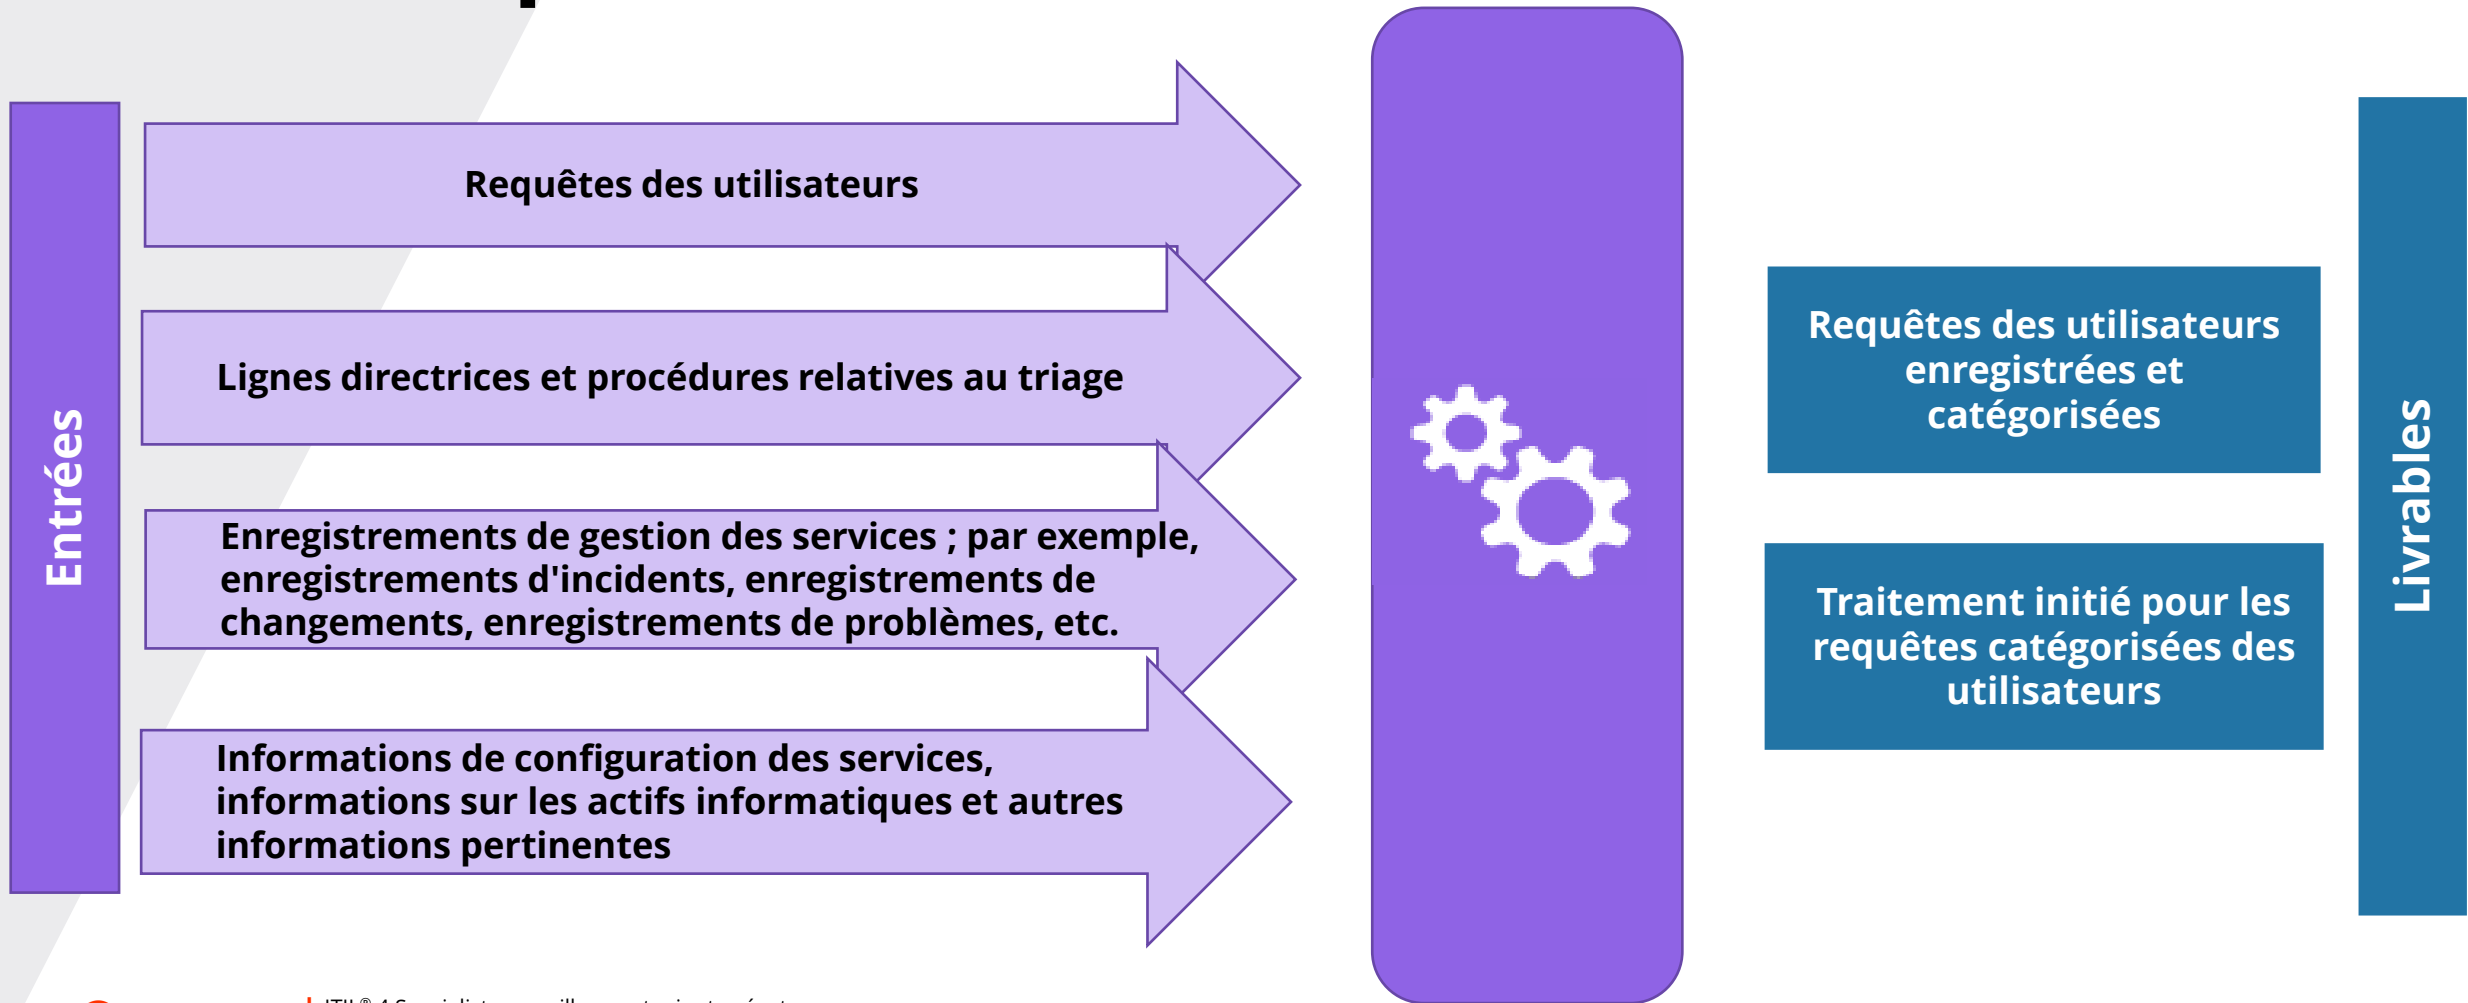 Entrées
Requêtes des utilisateurs
Lignes directrices et procédures relatives au triage
Enregistrements de gestion des services ; par exemple,
enregistrements d'incidents, enregistrements de
changements, enregistrements de problèmes, etc.
Informations de configuration des services,
informations sur les actifs informatiques et autres
informations pertinentes
Requêtes des utilisateurs
enregistrées et
catégorisées
Traitement initié pour les
requêtes catégorisées des
utilisateurs
Livrables
ITIL® 4